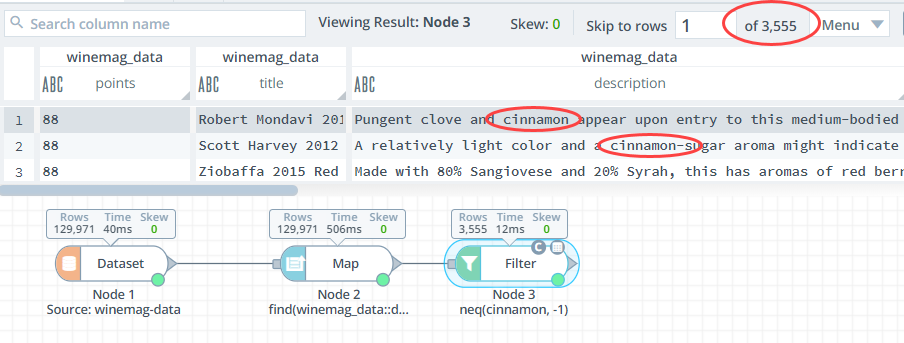 Search column name
Viewing Result: Node 3
Skew: 0
Skip to rows 1 of 3,555
Menu
winemag_data winemag_data winemag_data
ABC points ABC title ABC description
1 88 Robert Mondavi 201 Pungent clove and cinnamon appear upon entry to this medium-bodied
2 88 Scott Harvey 2012 A relatively light color and a cinnamon-sugar aroma might indicate
3 88 Ziobaffa 2015 Red Made with 80% Sangiovese and 20% Syrah, this has aromas of red berr
Rows Time Skew Rows Time Skew Rows Time Skew
129,971 40ms 0 129,971 506ms 0 3,555 12ms 0
C
Dataset Map Filter
Node 1 Node 2 Node 3
Source: winemag-data find(winemag_data::d... neq(cinnamon, -1)